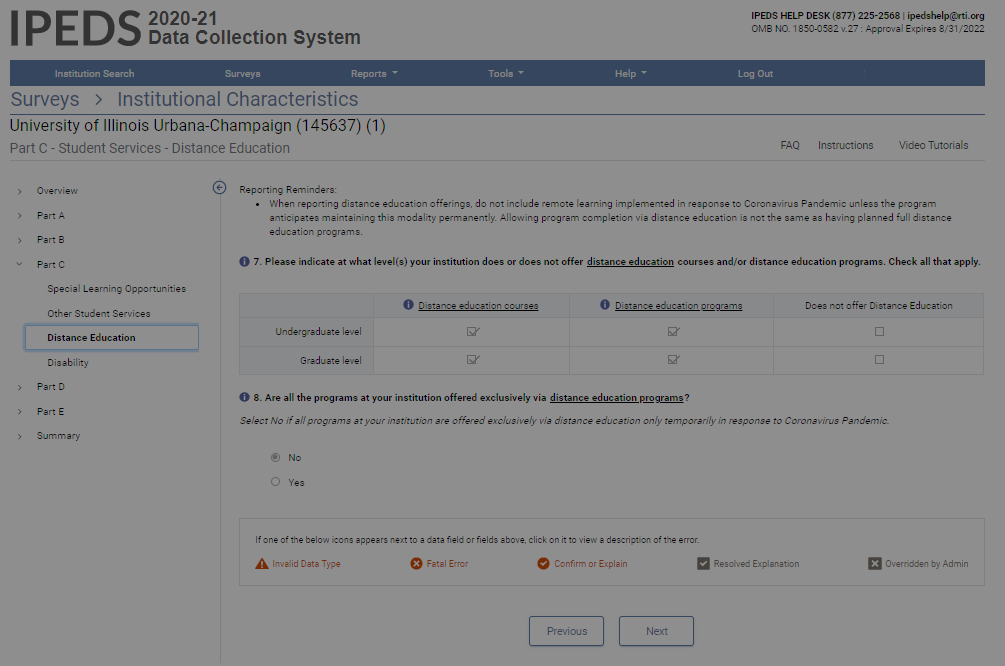 IPEDS 2020-21
Data Collection System
IPEDS HELP DESK (877) 225-2568 | ipedshelp@rti.org
OMB NO. 1850-0582 v.27 : Approval Expires 8/31/2022
Institution Search Surveys Reports Tools Help Log Out
Surveys > Institutional Characteristics
University of Illinois Urbana-Champaign (145637) (1)
Part C - Student Services - Distance Education
FAQ Instructions Video Tutorials
Overview
Part A
Part B
Part C
Special Learning Opportunities
Other Student Services
Distance Education
Disability
Part D
Part E
Summary
Reporting Reminders:
• When reporting distance education offerings, do not include remote learning implemented in response to Coronavirus Pandemic unless the program
anticipates maintaining this modality permanently. Allowing program completion via distance education is not the same as having planned full distance
education programs.
7. Please indicate at what level(s) your institution does or does not offer distance education courses and/or distance education programs. Check all that apply.
Distance education courses Distance education programs Does not offer Distance Education
Undergraduate level
Graduate level
8. Are all the programs at your institution offered exclusively via distance education programs?
Select No if all programs at your institution are offered exclusively via distance education only temporarily in response to Coronavirus Pandemic.
No
Yes
If one of the below icons appears next to a data field or fields above, click on it to view a description of the error.
Invalid Data Type Fatal Error Confirm or Explain Resolved Explanation Overridden by Admin
Previous Next